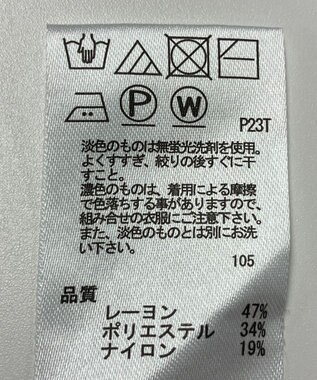 P W P23T
淡色のものは無蛍光洗剤を使用。
よくすすぎ、絞りの後すぐに干
すこと。
濃色のものは、着用による摩擦
で色落ちする事がありますので、
組み合せの衣服にご注意下さい。
また、淡色のものとは別にお洗
い下さい。
105
品質
レーヨン 47%
ポリエステル 34%
ナイロン 19%